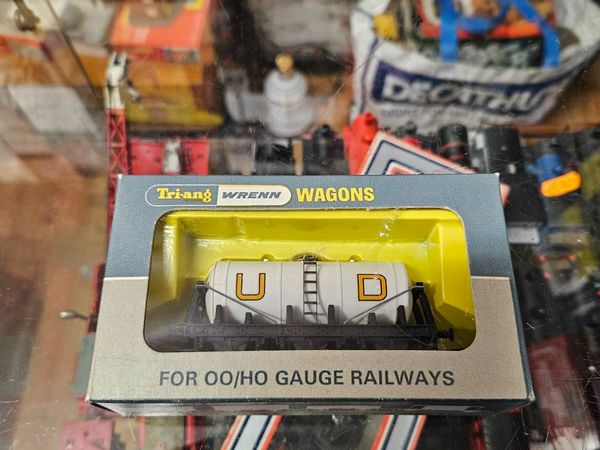 DECATHL
Tri-ang WRENN WAGONS
U D
FOR OO/HO GAUGE RAILWAYS